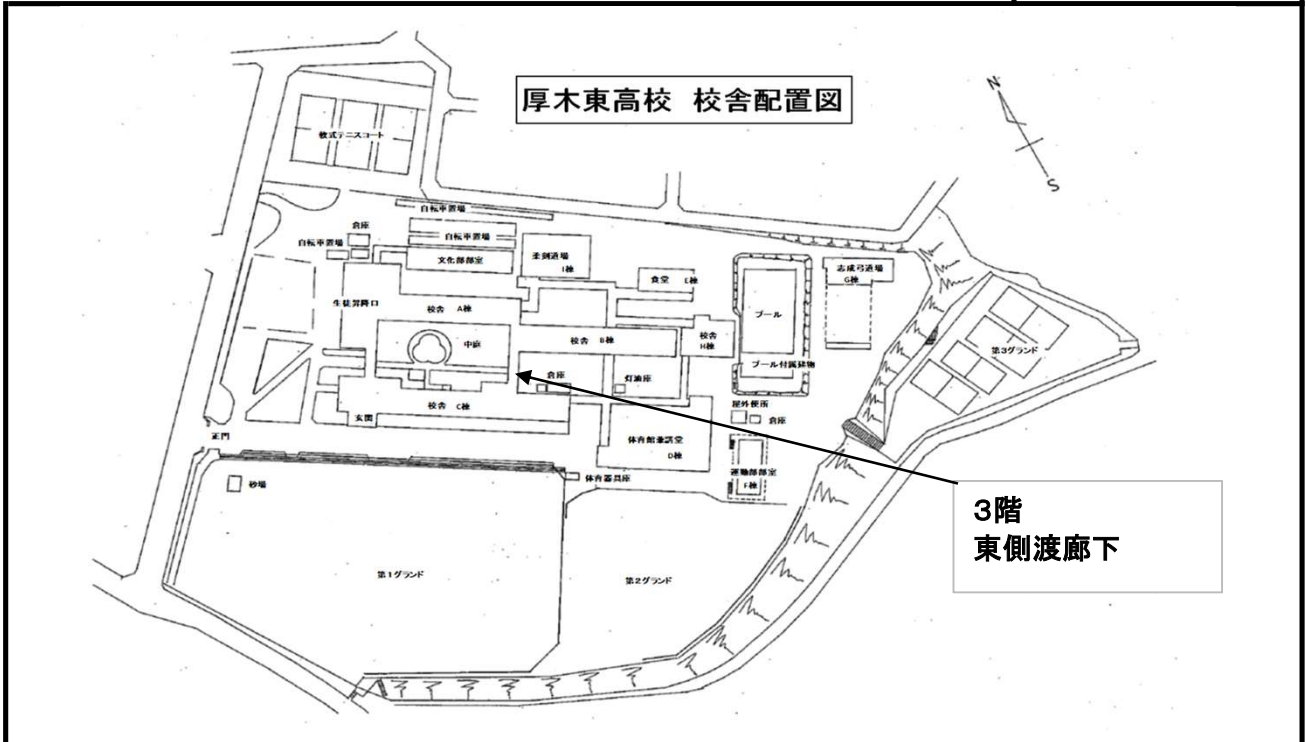 厚木東高校 校舎配置図
N
S
軟式テニスコート
自転車置場
倉庫
自転車置場
自転車置場
文化部部室
柔剣道場
I棟
食堂 E棟
志成弓道場
G棟
生徒昇降口
校舎 A棟
プール
第3グランド
中庭
校舎 B棟
校舎
H棟
プール付属建物
倉庫
灯油庫
校舎 C棟
玄関
屋外便所
倉庫
正門
体育館兼講堂
D棟
運動部部室
F棟
砂場
体育器具庫
3階
東側渡廊下
第1グランド
第2グランド